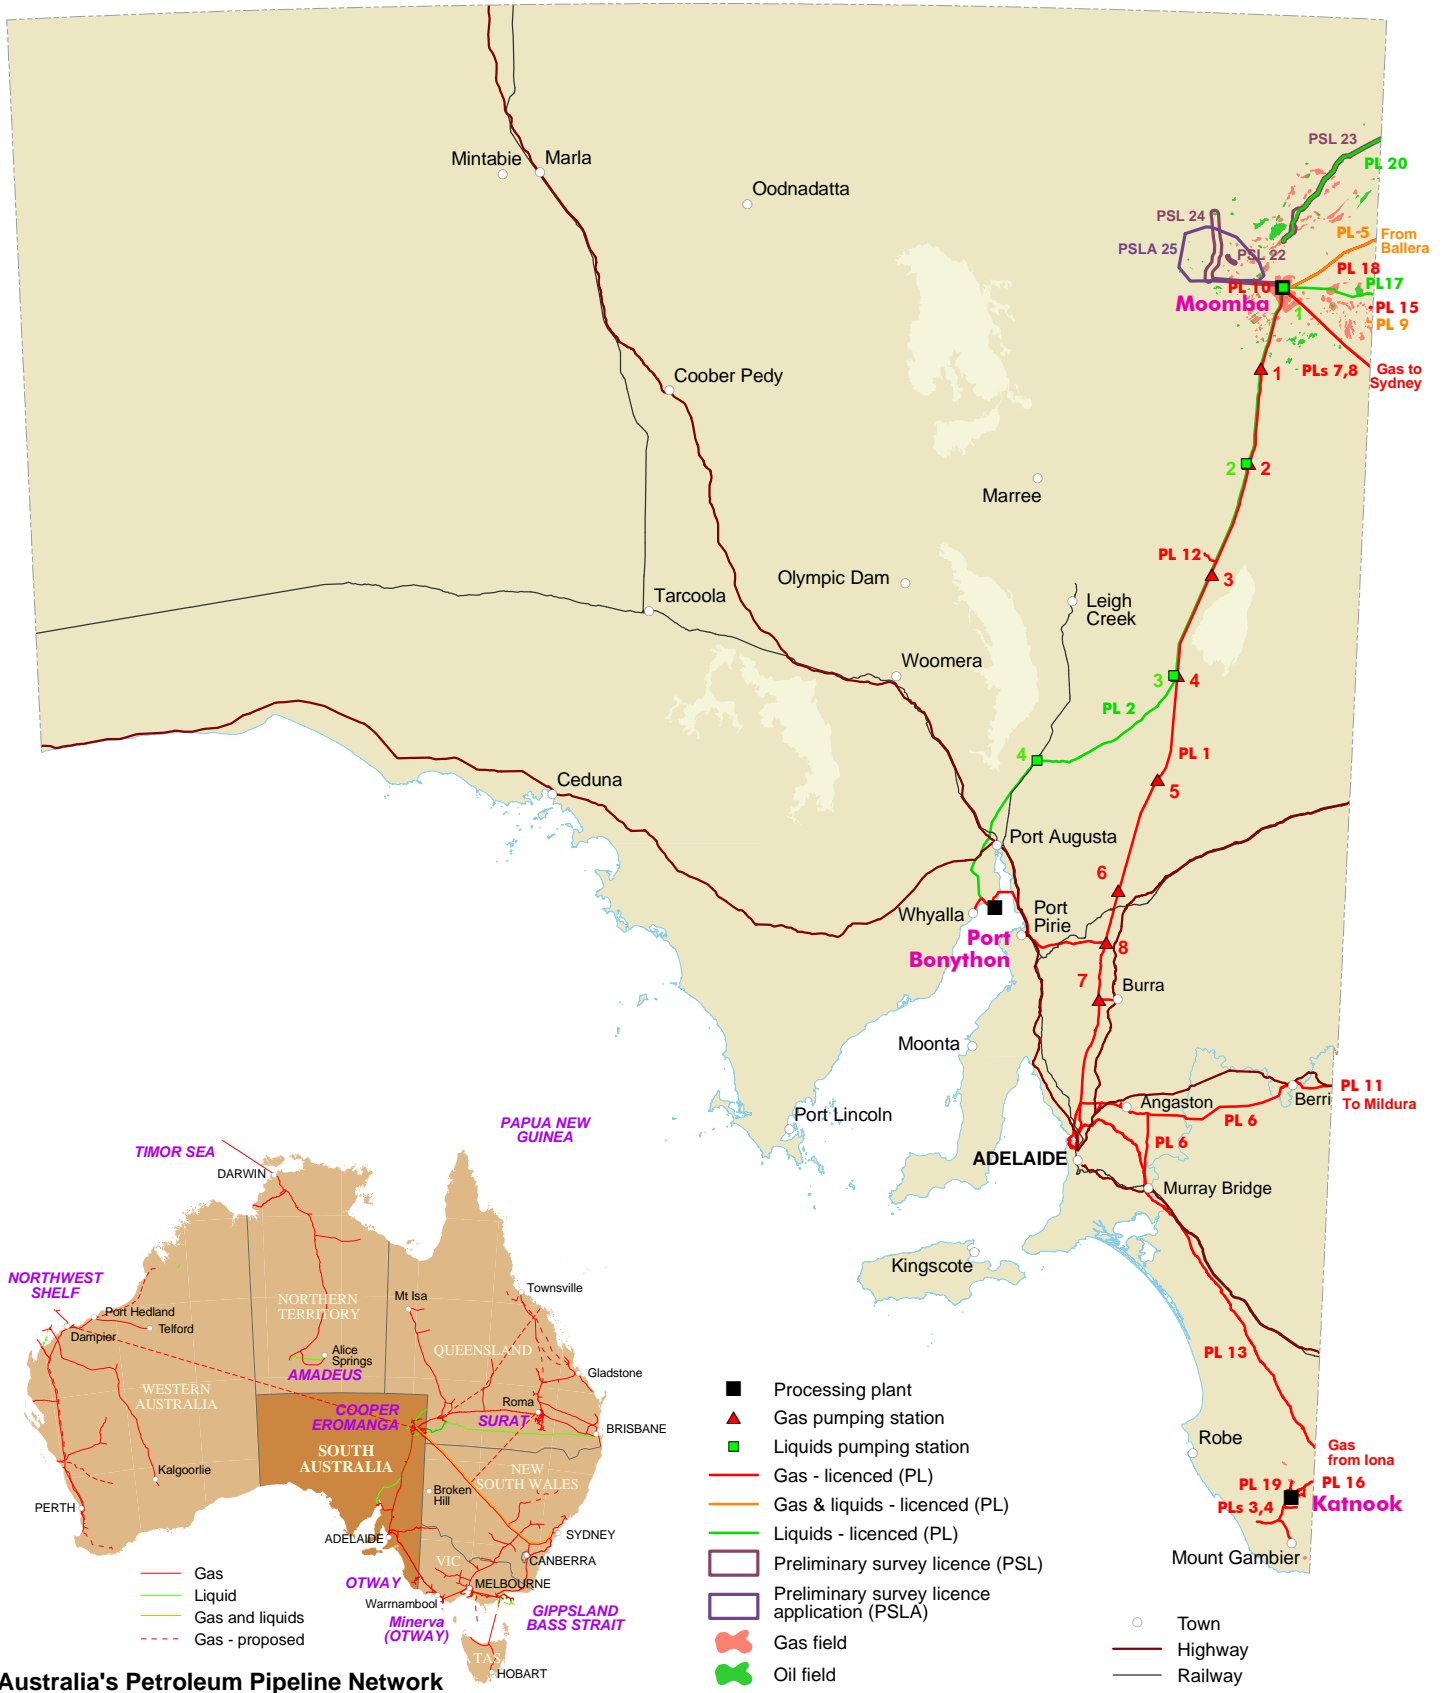 PSL 23
PL 20
Mintabie
Marla
Oodnadatta
PSL 24
PSLA 25
PSL 22
PL 5
From
Ballera
PL 18
PL17
PL 10
Moomba
1
PL 15
PL 9
1
PLs 7,8
Gas to
Sydney
Coober Pedy
2
2
Marree
PL 12
3
Olympic Dam
Tarcoola
Leigh
Creek
Woomera
3
4
PL 2
4
PL 1
5
Ceduna
Port Augusta
6
Whyalla
Port
Pirie
Port
Bonython
8
7
Burra
Moonta
PL 11
To Mildura
Berri
Angaston
PL 6
Port Lincoln
PL 6
ADELAIDE
Murray Bridge
Kingscote
PL 13
Robe
Gas
from Iona
PL 19
PL 16
Katnook
PLs 3,4
Mount Gambier
PAPUA NEW
GUINEA
TIMOR SEA
DARWIN
NORTHWEST
SHELF
Port Hedland
Telford
Dampier
NORTHERN
TERRITORY
Mt Isa
Townsville
Alice
Springs
AMADEUS
QUEENSLAND
Gladstone
WESTERN
AUSTRALIA
COOPER
EROMANGA
Roma
SURAT
BRISBANE
SOUTH
AUSTRALIA
NEW
SOUTH WALES
Kalgoorlie
Broken
Hill
PERTH
ADELAIDE
SYDNEY
CANBERRA
VIC
MELBOURNE
OTWAY
Warrnambool
Minerva
(OTWAY)
GIPPSLAND
BASS STRAIT
TAS
HOBART
Gas
Liquid
Gas and liquids
Gas - proposed
Australia's Petroleum Pipeline Network
Processing plant
Gas pumping station
Liquids pumping station
Gas - licenced (PL)
Gas & liquids - licenced (PL)
Liquids - licenced (PL)
Preliminary survey licence (PSL)
Preliminary survey licence
application (PSLA)
Gas field
Oil field
Town
Highway
Railway